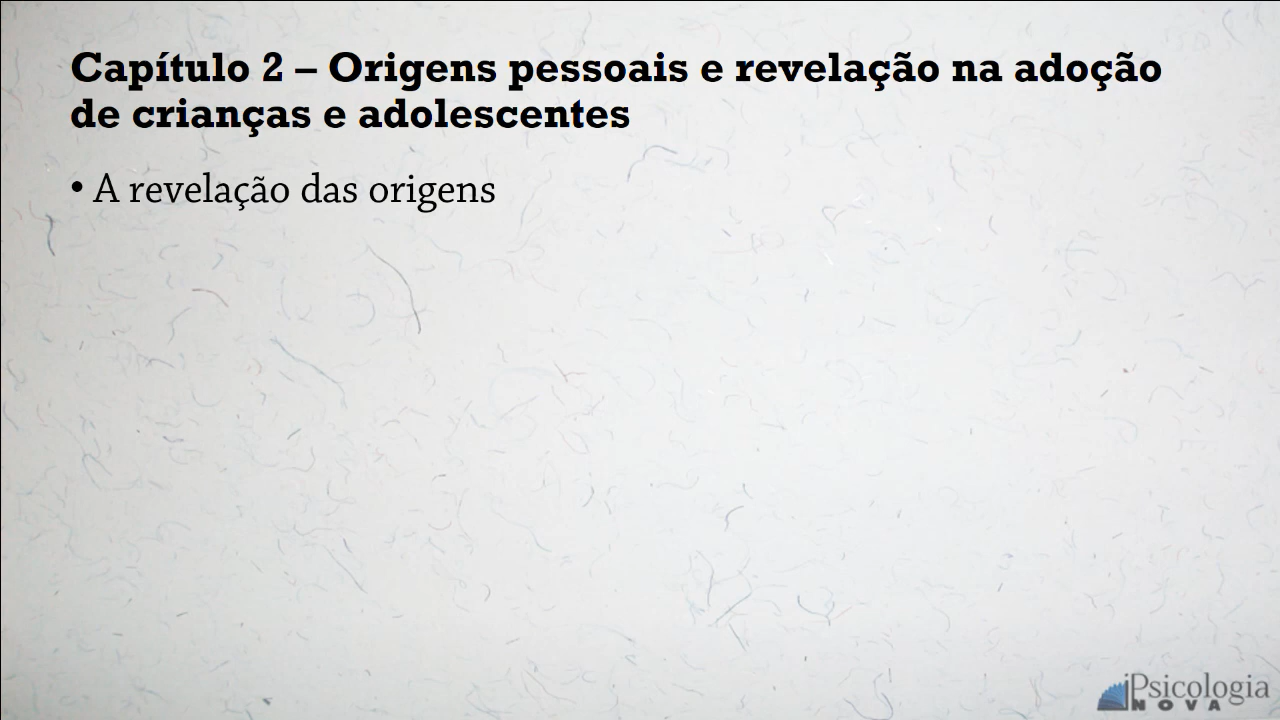 Capítulo 2 – Origens pessoais e revelação na adoção
de crianças e adolescentes
• A revelação das origens
Psicologia
NOVA